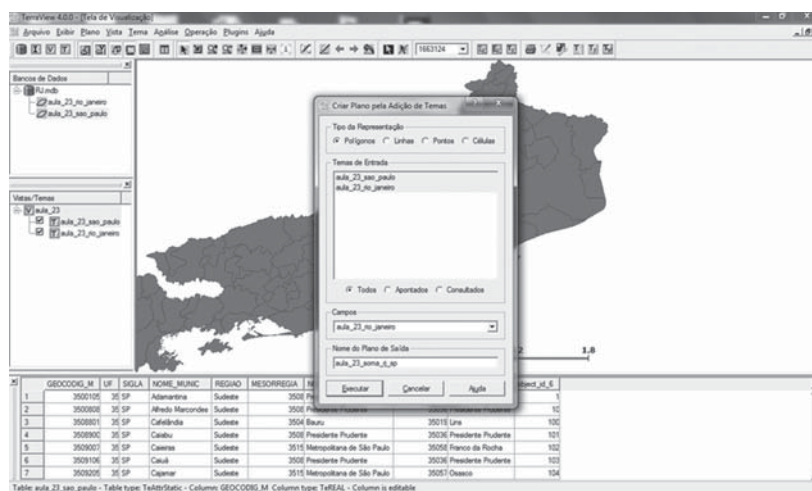 TerraView 4.0.0 - [Tela de Visualização]
Arquivo Exibir Plano Vista Tema Análise Operação Plugins Ajuda
1663124
Bancos de Dados
RJ.mdb
aula_23_rio_janeiro
aula_23_sao_paulo
Vistas/Temas
aula_23
aula_23_sao_paulo
aula_23_rio_janeiro
Criar Plano pela Adição de Temas
Tipo da Representação
Polígonos Linhas Pontos Células
Temas de Entrada
aula_23_sao_paulo
aula_23_rio_janeiro
Todos Apontados Consultados
Campos
aula_23_rio_janeiro
Nome do Plano de Saída
Executar Cancelar Ajuda
1.8
GEOCODIG_M UF SIGLA NOME_MUNIC REGIAO MESORREGIA object_id_6
1 3500105 35 SP Adamantina Sudeste 3508 1
2 3500808 35 SP Alfredo Marcondes Sudeste 3508 10
3 3508801 35 SP Cafelândia Sudeste 3504 Bauru 35019 Lins 100
4 3508900 35 SP Caiabu Sudeste 3508 Presidente Prudente 35036 Presidente Prudente 101
5 3509007 35 SP Caieiras Sudeste 3515 Metropolitana de São Paulo 35058 Franco da Rocha 102
6 3509106 35 SP Caiuá Sudeste 3508 Presidente Prudente 35036 Presidente Prudente 103
7 3509205 35 SP Cajamar Sudeste 3515 Metropolitana de São Paulo 35057 Osasco 104
Table: aula_23_sao_paulo - Table type: TeAttrStatic - Column: GEOCODIG_M Column type: TeREAL - Column is editable